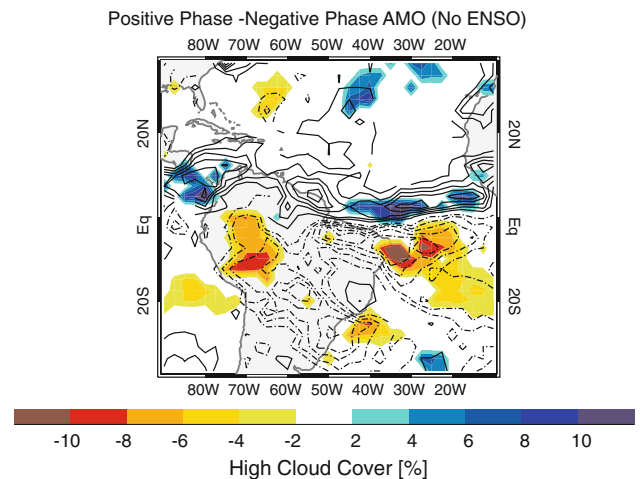 Positive Phase -Negative Phase AMO (No ENSO)
80W 70W 60W 50W 40W 30W 20W
20N 20N
Eq Eq
20S 20S
80W 70W 60W 50W 40W 30W 20W
-10 -8 -6 -4 -2 2 4 6 8 10
High Cloud Cover [%]